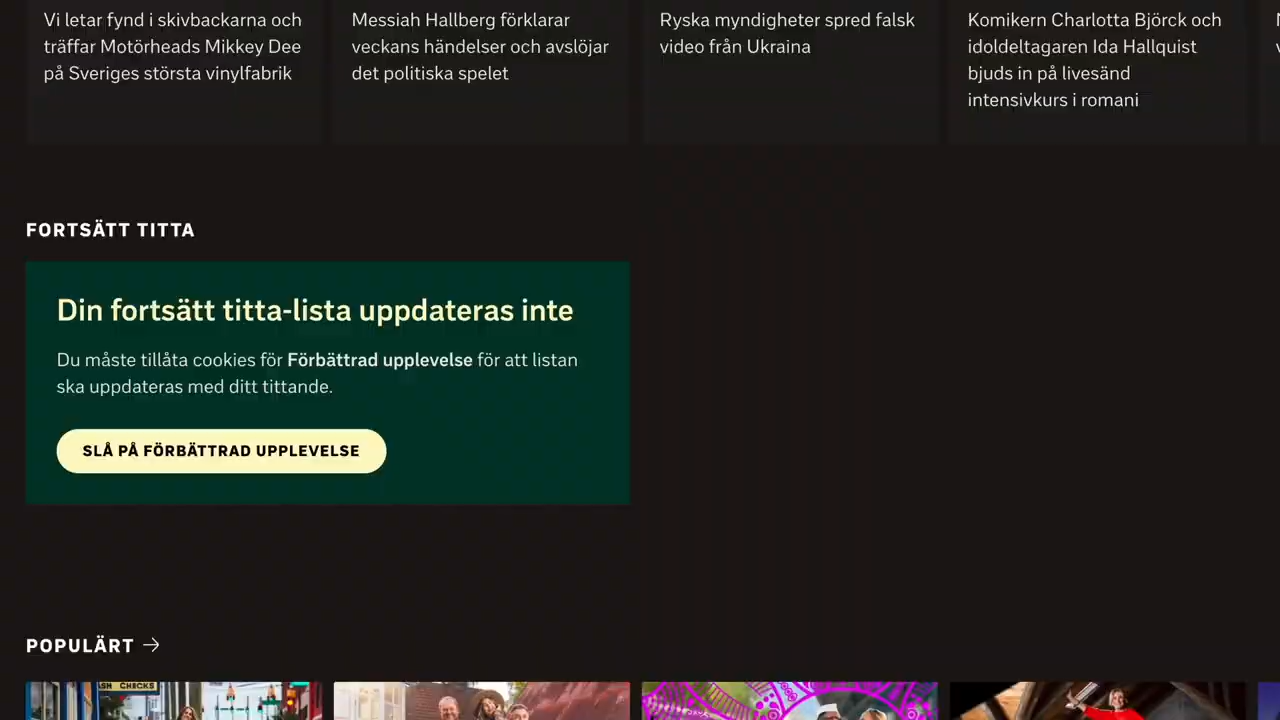 Vi letar fynd i skivbackarna och
träffar Motörheads Mikkey Dee
på Sveriges största vinylfabrik
Messiah Hallberg förklarar
veckans händelser och avslöjar
det politiska spelet
Ryska myndigheter spred falsk
video från Ukraina
Komikern Charlotta Björck och
idoldeltagaren Ida Hallquist
bjuds in på livesänd
intensivkurs i romani
FORTSÄTT TITTA
Din fortsätt titta-lista uppdateras inte
Du måste tillåta cookies för Förbättrad upplevelse för att listan
ska uppdateras med ditt tittande.
SLÅ PÅ FÖRBÄTTRAD UPPLEVELSE
POPULÄRT →
CHECKS